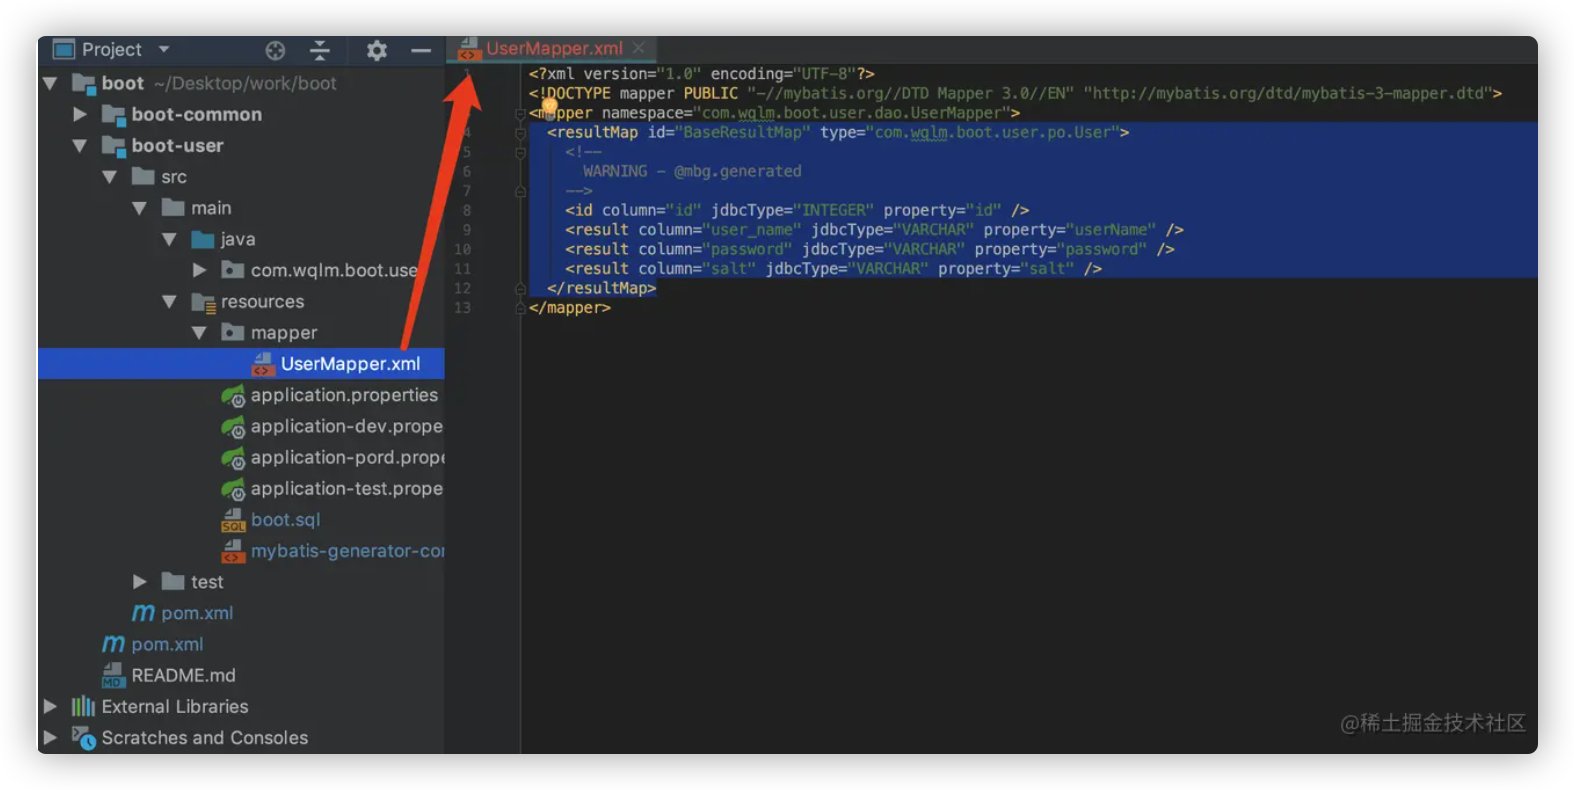 Project
UserMapper.xml
boot ~/Desktop/work/boot
boot-common
boot-user
src
main
java
com.wqlm.boot.use
resources
mapper
UserMapper.xml
application.properties
application-dev.prope
application-pord.prope
application-test.prope
boot.sql
mybatis-generator-con
test
pom.xml
pom.xml
README.md
External Libraries
Scratches and Consoles
1 <?xml version="1.0" encoding="UTF-8"?>
<!DOCTYPE mapper PUBLIC "-//mybatis.org//DTD Mapper 3.0//EN" "http://mybatis.org/dtd/mybatis-3-mapper.dtd">
<mapper namespace="com.wqlm.boot.user.dao.UserMapper">
4 <resultMap id="BaseResultMap" type="com.wqlm.boot.user.po.User">
5 <!--
6 WARNING - @mbg.generated
7 -->
8 <id column="id" jdbcType="INTEGER" property="id" />
9 <result column="user_name" jdbcType="VARCHAR" property="userName" />
10 <result column="password" jdbcType="VARCHAR" property="password" />
11 <result column="salt" jdbcType="VARCHAR" property="salt" />
12 </resultMap>
13 </mapper>
@稀土掘金技术社区